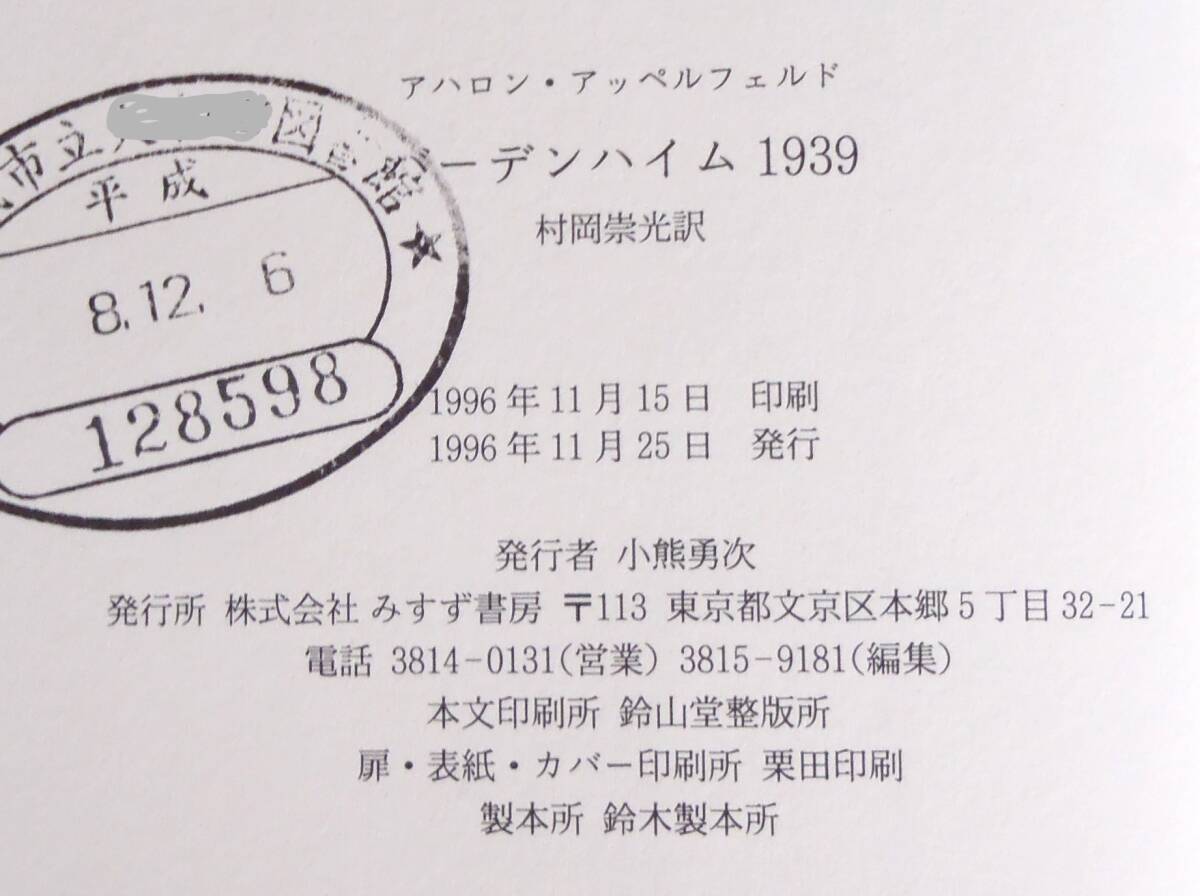 アハロン・アッペルフェルド
ーデンハイム 1939
村岡崇光訳
市立 図書館 ★
平成
8.12. 6
128598
1996年11月15日 印刷
1996年11月25日 発行
発行者 小熊勇次
発行所 株式会社 みすず書房 〒113 東京都文京区本郷5丁目32-21
電話 3814-0131(営業) 3815-9181(編集)
本文印刷所 鈴山堂整版所
扉・表紙・カバー印刷所 栗田印刷
製本所 鈴木製本所